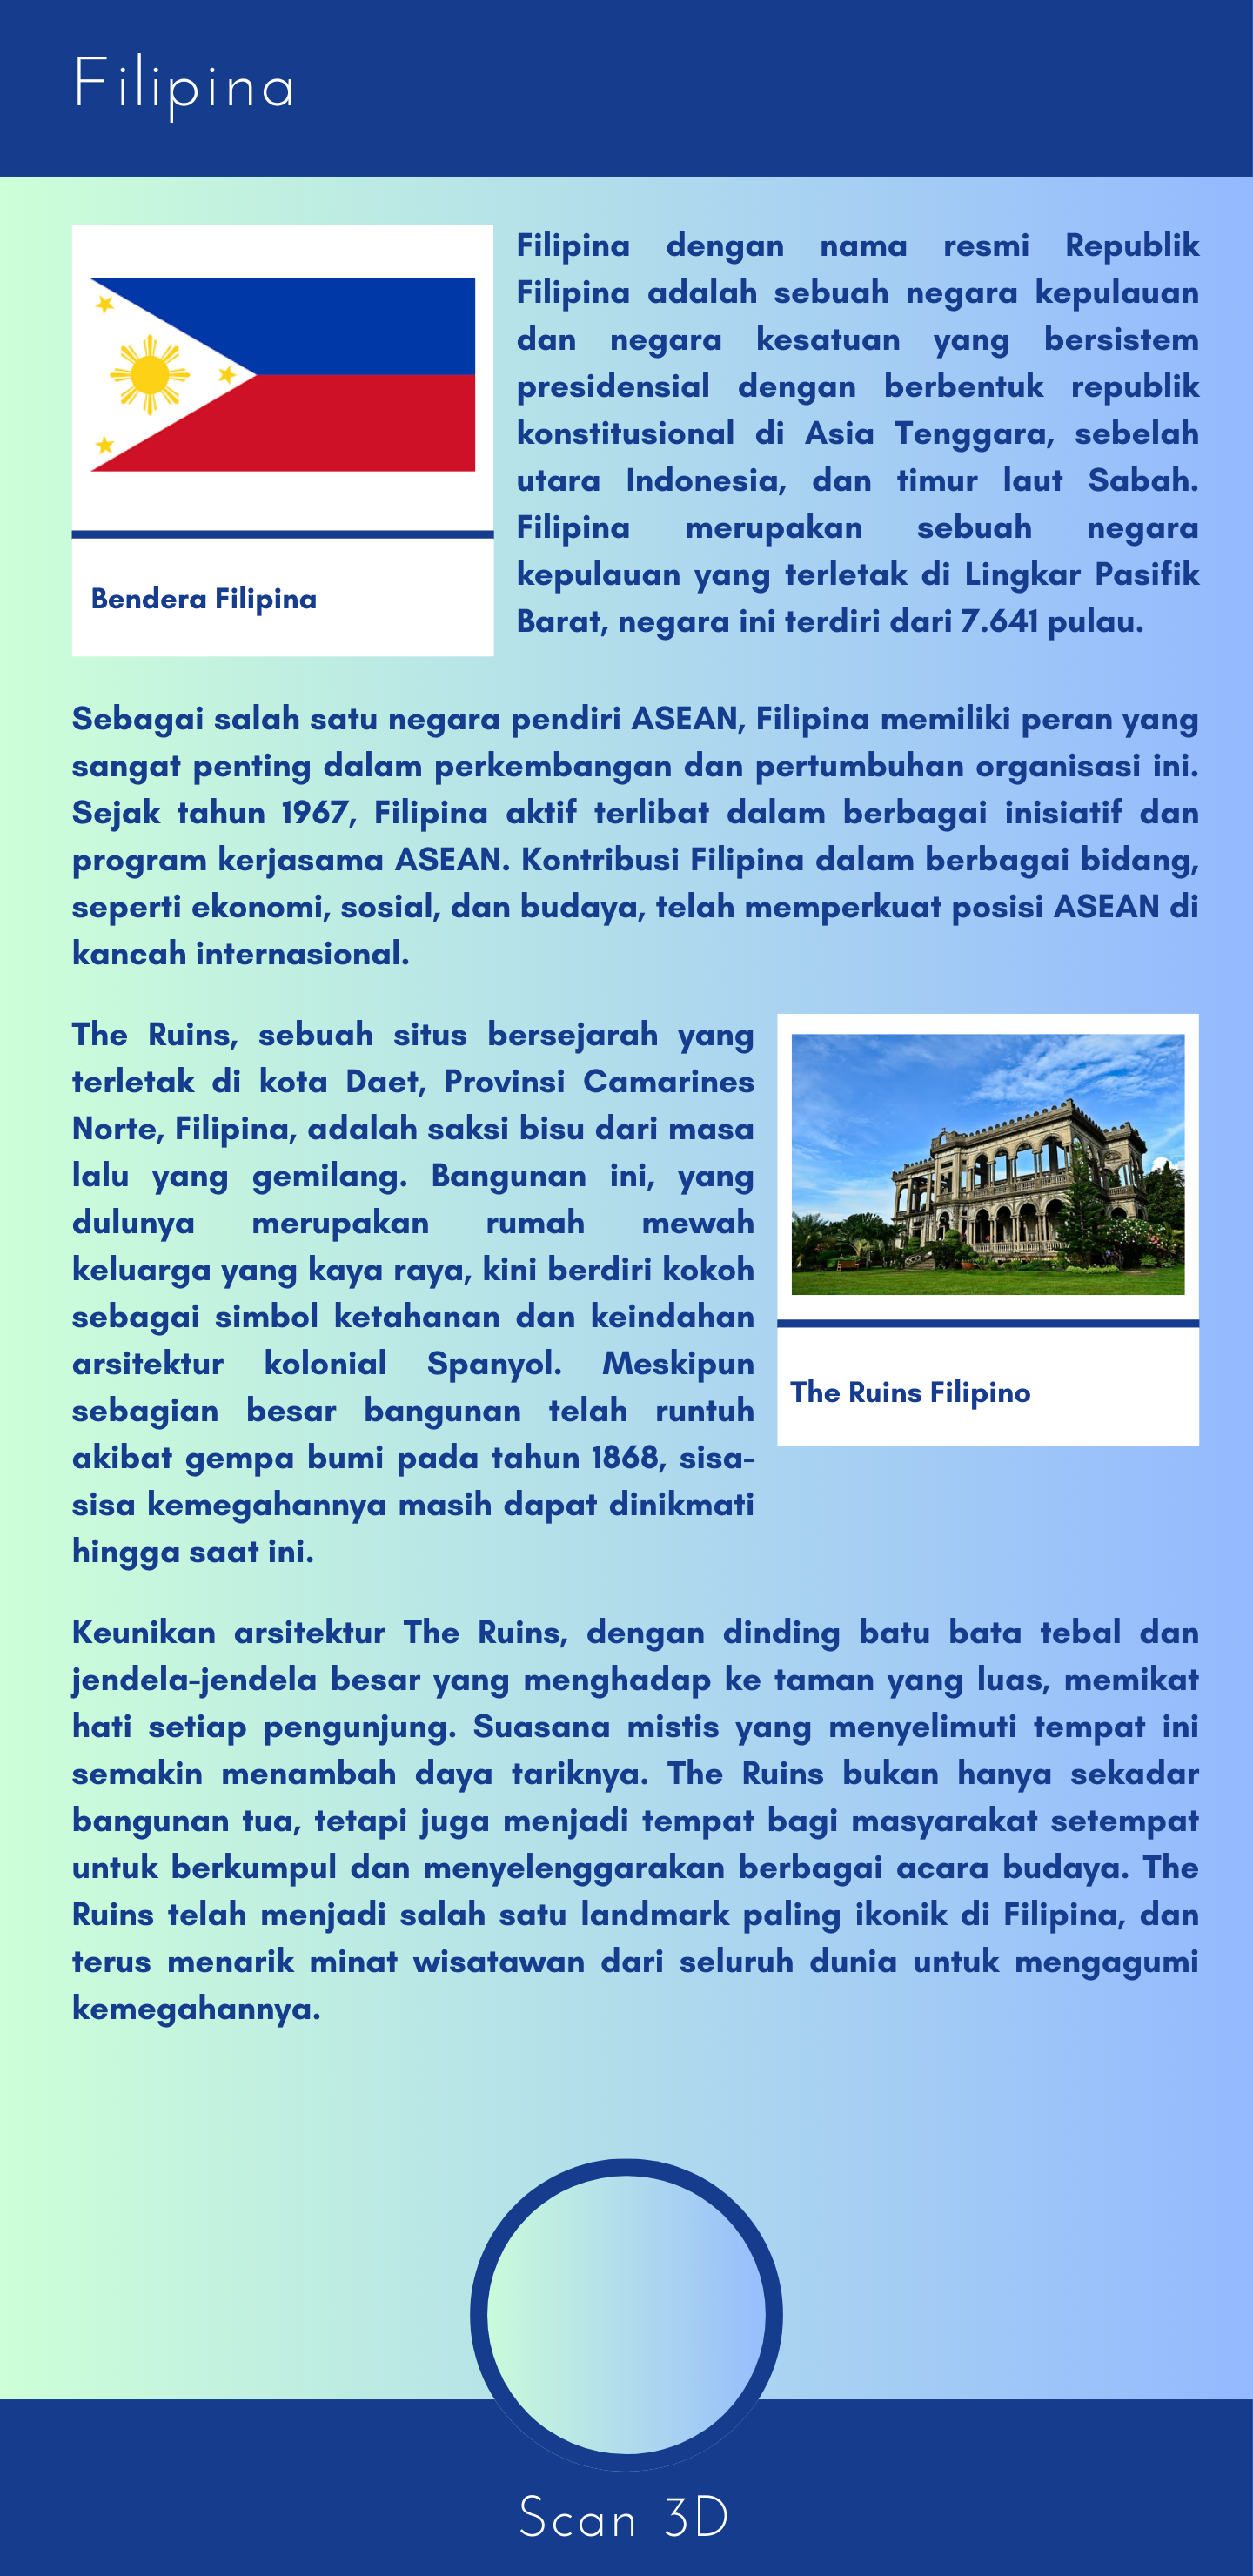 Filipina
Filipina dengan nama resmi Republik
Filipina adalah sebuah negara kepulauan
dan negara kesatuan yang bersistem
presidensial dengan berbentuk republik
konstitusional di Asia Tenggara, sebelah
utara Indonesia, dan timur laut Sabah.
Filipina merupakan sebuah negara
kepulauan yang terletak di Lingkar Pasifik
Barat, negara ini terdiri dari 7.641 pulau.
Bendera Filipina
Sebagai salah satu negara pendiri ASEAN, Filipina memiliki peran yang
sangat penting dalam perkembangan dan pertumbuhan organisasi ini.
Sejak tahun 1967, Filipina aktif terlibat dalam berbagai inisiatif dan
program kerjasama ASEAN. Kontribusi Filipina dalam berbagai bidang,
seperti ekonomi, sosial, dan budaya, telah memperkuat posisi ASEAN di
kancah internasional.
The Ruins, sebuah situs bersejarah yang
terletak di kota Daet, Provinsi Camarines
Norte, Filipina, adalah saksi bisu dari masa
lalu yang gemilang. Bangunan ini, yang
dulunya merupakan rumah mewah
keluarga yang kaya raya, kini berdiri kokoh
sebagai simbol ketahanan dan keindahan
arsitektur kolonial Spanyol. Meskipun
sebagian besar bangunan telah runtuh
akibat gempa bumi pada tahun 1868, sisa-
sisa kemegahannya masih dapat dinikmati
hingga saat ini.
The Ruins Filipino
Keunikan arsitektur The Ruins, dengan dinding batu bata tebal dan
jendela-jendela besar yang menghadap ke taman yang luas, memikat
hati setiap pengunjung. Suasana mistis yang menyelimuti tempat ini
semakin menambah daya tariknya. The Ruins bukan hanya sekadar
bangunan tua, tetapi juga menjadi tempat bagi masyarakat setempat
untuk berkumpul dan menyelenggarakan berbagai acara budaya. The
Ruins telah menjadi salah satu landmark paling ikonik di Filipina, dan
terus menarik minat wisatawan dari seluruh dunia untuk mengagumi
kemegahannya.
Scan 3D